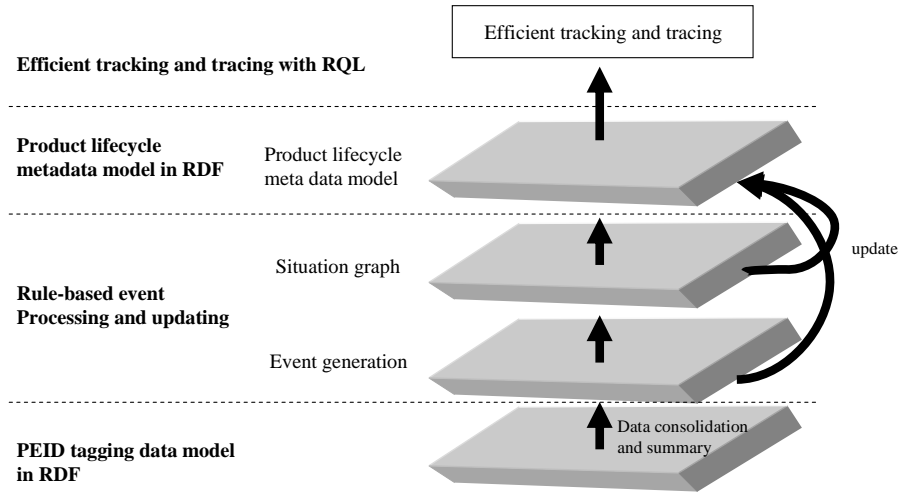 Efficient tracking and tracing
Efficient tracking and tracing with RQL
Product lifecycle
metadata model in RDF
Product lifecycle
meta data model
Situation graph
update
Rule-based event
Processing and updating
Event generation
Data consolidation
and summary
PEID tagging data model
in RDF